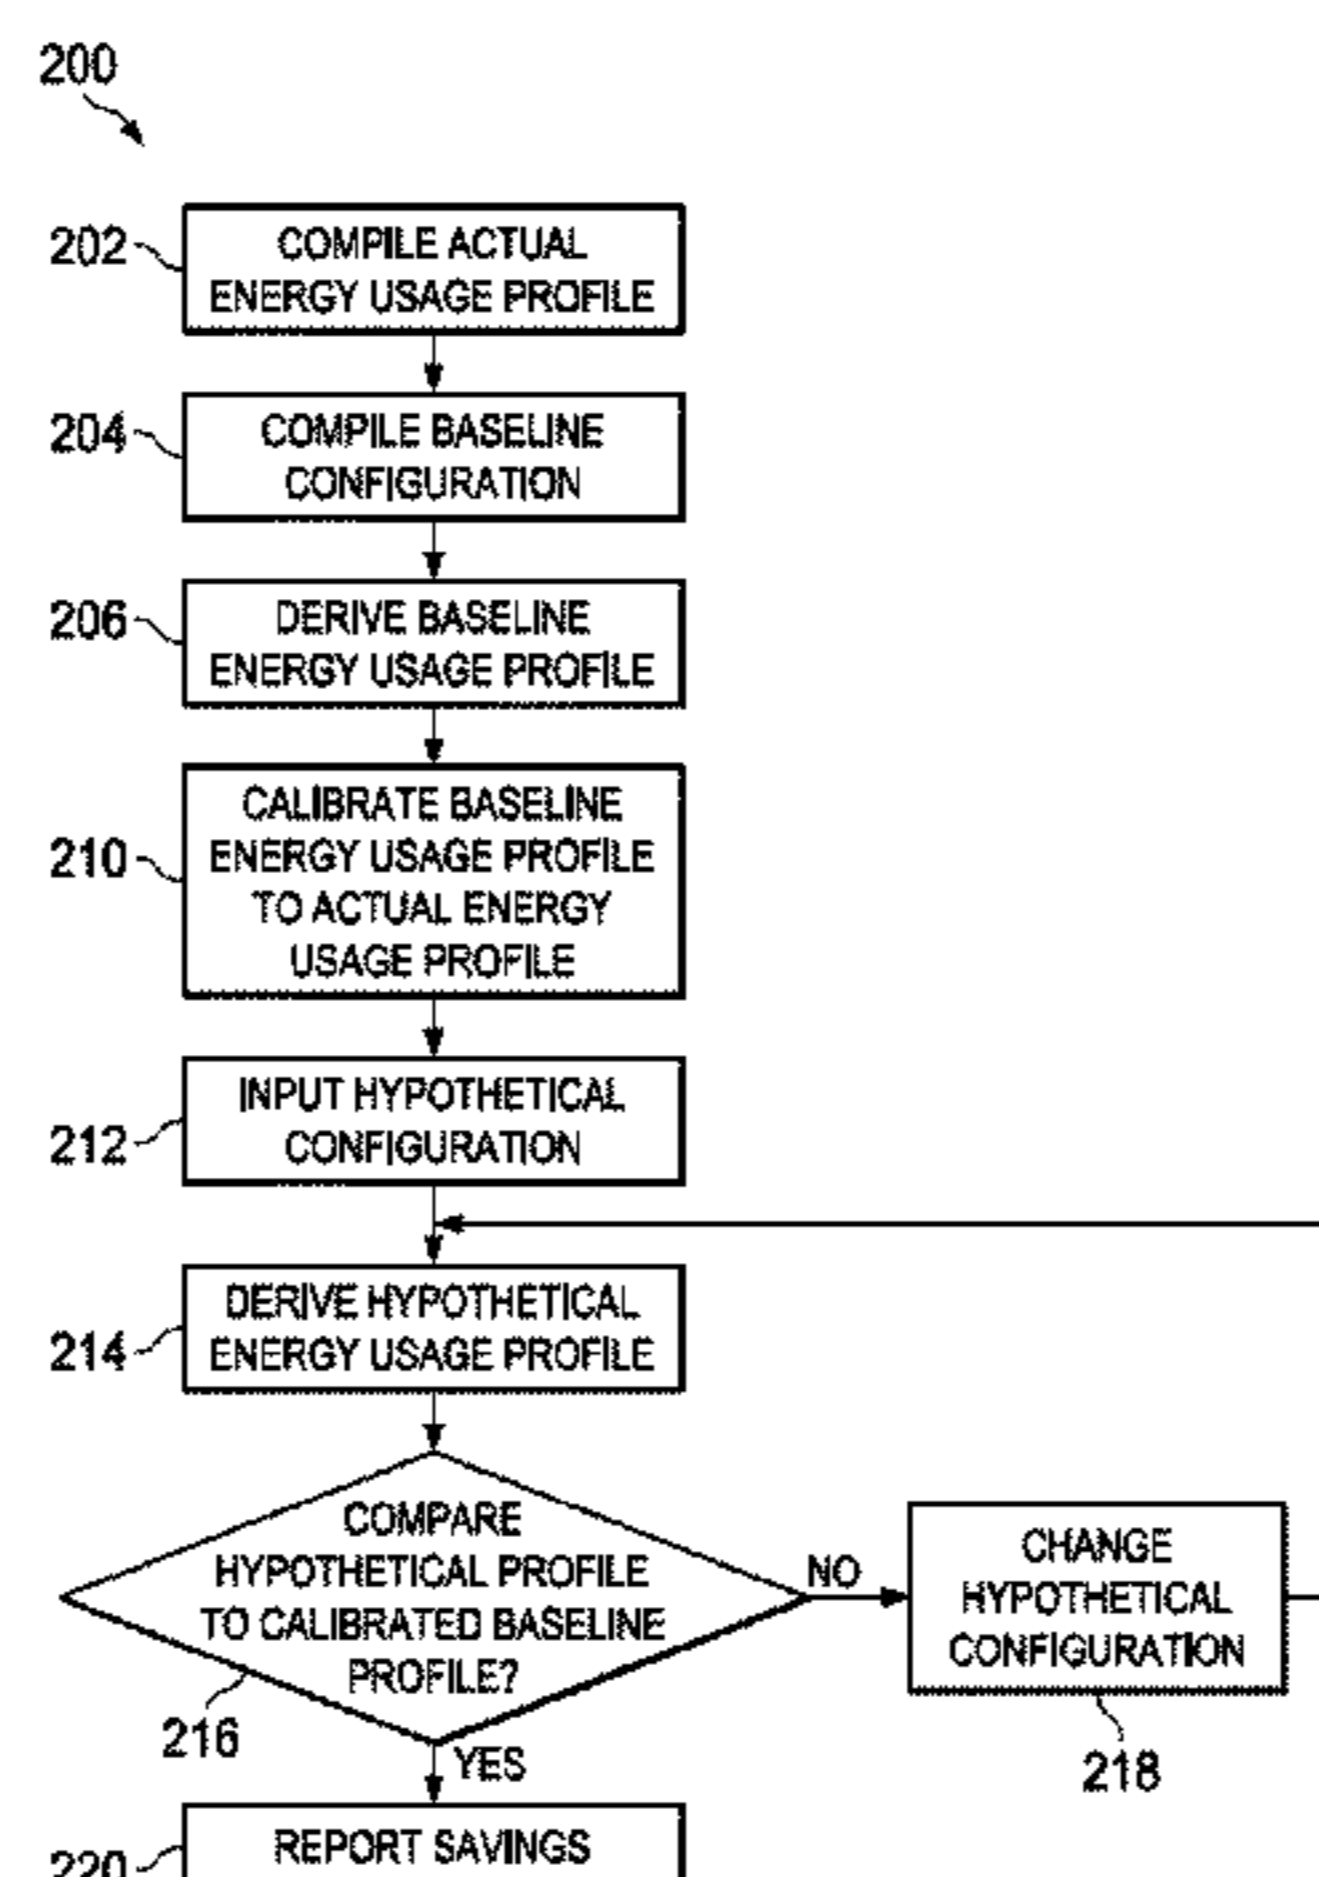 200
202
COMPILE ACTUAL
ENERGY USAGE PROFILE
204
COMPILE BASELINE
CONFIGURATION
206
DERIVE BASELINE
ENERGY USAGE PROFILE
210
CALIBRATE BASELINE
ENERGY USAGE PROFILE
TO ACTUAL ENERGY
USAGE PROFILE
212
INPUT HYPOTHETICAL
CONFIGURATION
214
DERIVE HYPOTHETICAL
ENERGY USAGE PROFILE
COMPARE
HYPOTHETICAL PROFILE
TO CALIBRATED BASELINE
PROFILE?
216
NO
CHANGE
HYPOTHETICAL
CONFIGURATION
218
YES
220
REPORT SAVINGS